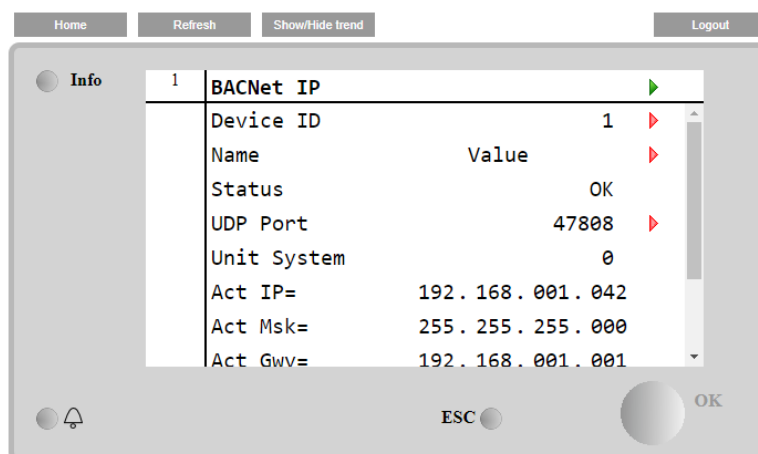 Home Refresh Show/Hide trend Logout
Info
1 BACNet IP
Device ID 1
Name Value
Status OK
UDP Port 47808
Unit System 0
Act IP= 192.168.001.042
Act Msk= 255.255.255.000
Act Gwy= 192.168.001.001
ESC OK